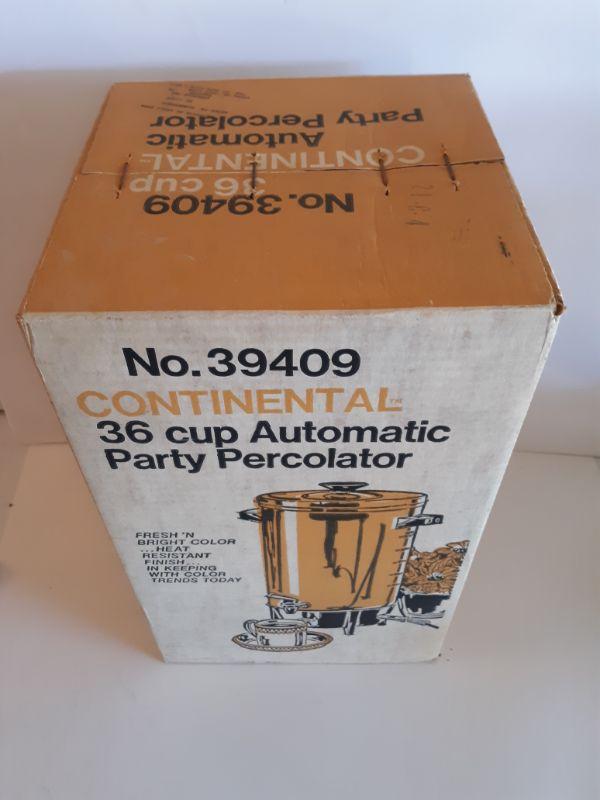 No. 39409
CONTINENTAL
36 cup
Automatic
Party Percolator
No. 39409
CONTINENTAL™
36 cup Automatic
Party Percolator
FRESH 'N
BRIGHT COLOR
...HEAT
RESISTANT
FINISH...
IN KEEPING
WITH COLOR
TRENDS TODAY